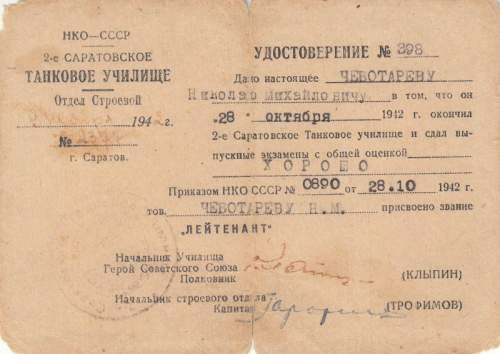 НКО—СССР
2-е САРАТОВСКОЕ
ТАНКОВОЕ УЧИЛИЩЕ
Отдел Строевой
1942 г.
№
г. Саратов.
УДОСТОВЕРЕНИЕ № 398
Дано настоящее ЧЕБОТАРЕВУ
Николаю Михайловичу в том, что он
"28" октября 1942 г. окончил
2-е Саратовское Танковое училище и сдал вы-
пускные экзамены с общей оценкой
ХОРОШО
Приказом НКО СССР № 0890 от 28.10 1942 г.
тов. ЧЕБОТАРЕВУ Н.М. присвоено звание
„ЛЕЙТЕНАНТ"
Начальник Училища
Герой Советского Союза
Полковник (КЛЫПИН)
Начальник строевого отдела
Капитан (ТРОФИМОВ)